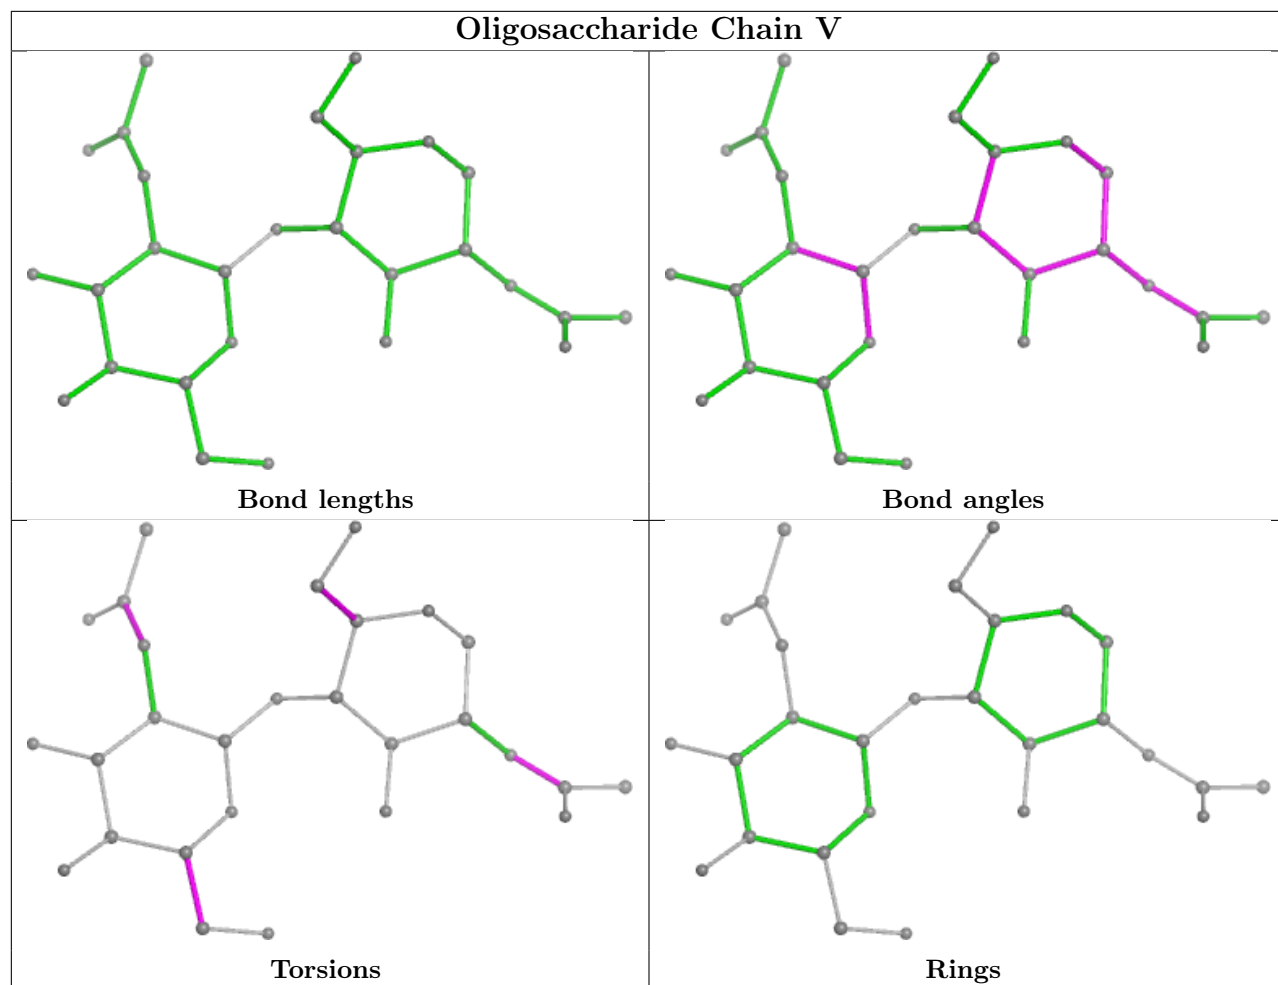 Oligosaccharide Chain V
Bond lengths
Bond angles
Torsions
Rings